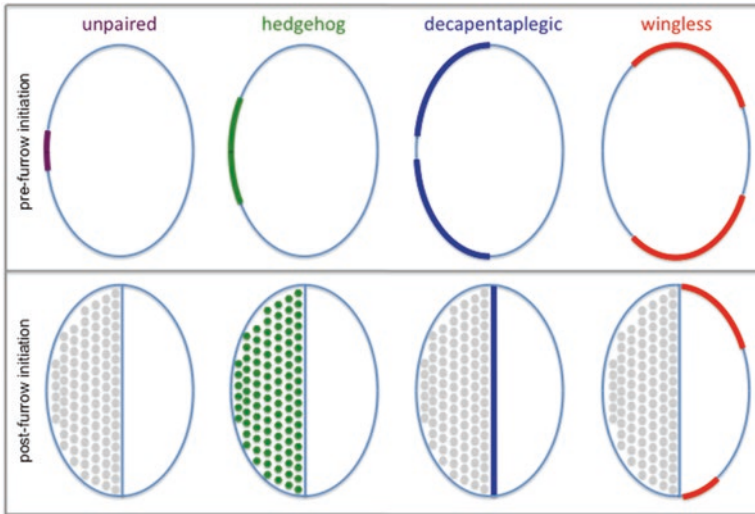 unpaired hedgehog decapentaplegic wingless
pre-furrow initiation
post-furrow initiation